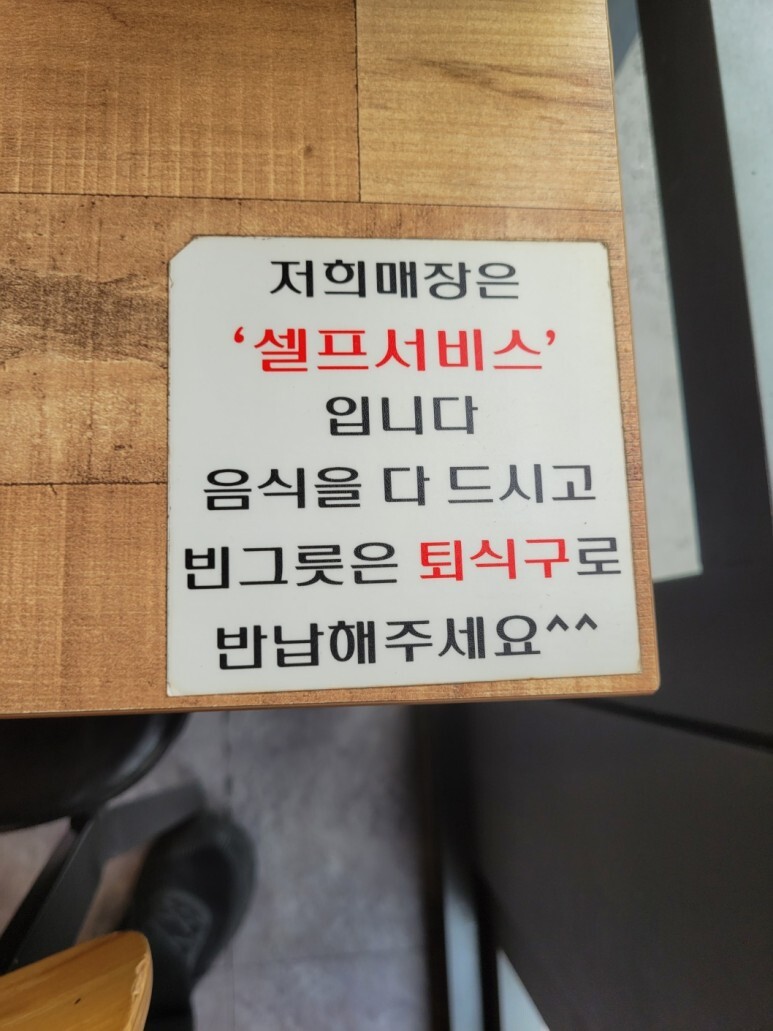 저희매장은
‘셀프서비스’
입니다
음식을 다 드시고
빈그릇은 퇴식구로
반납해주세요^^